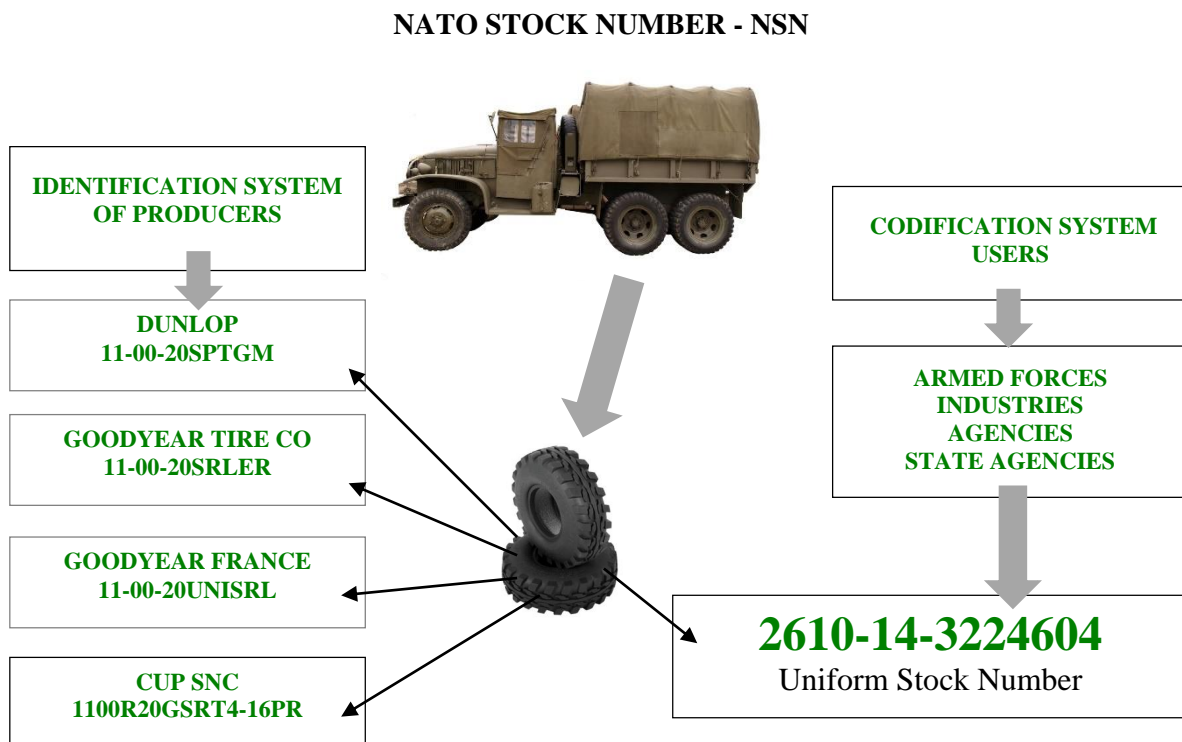 NATO STOCK NUMBER - NSN
IDENTIFICATION SYSTEM
OF PRODUCERS
DUNLOP
11-00-20SPTGM
GOODYEAR TIRE CO
11-00-20SRLER
GOODYEAR FRANCE
11-00-20UNISRL
CUP SNC
1100R20GSRT4-16PR
CODIFICATION SYSTEM
USERS
ARMED FORCES
INDUSTRIES
AGENCIES
STATE AGENCIES
2610-14-3224604
Uniform Stock Number